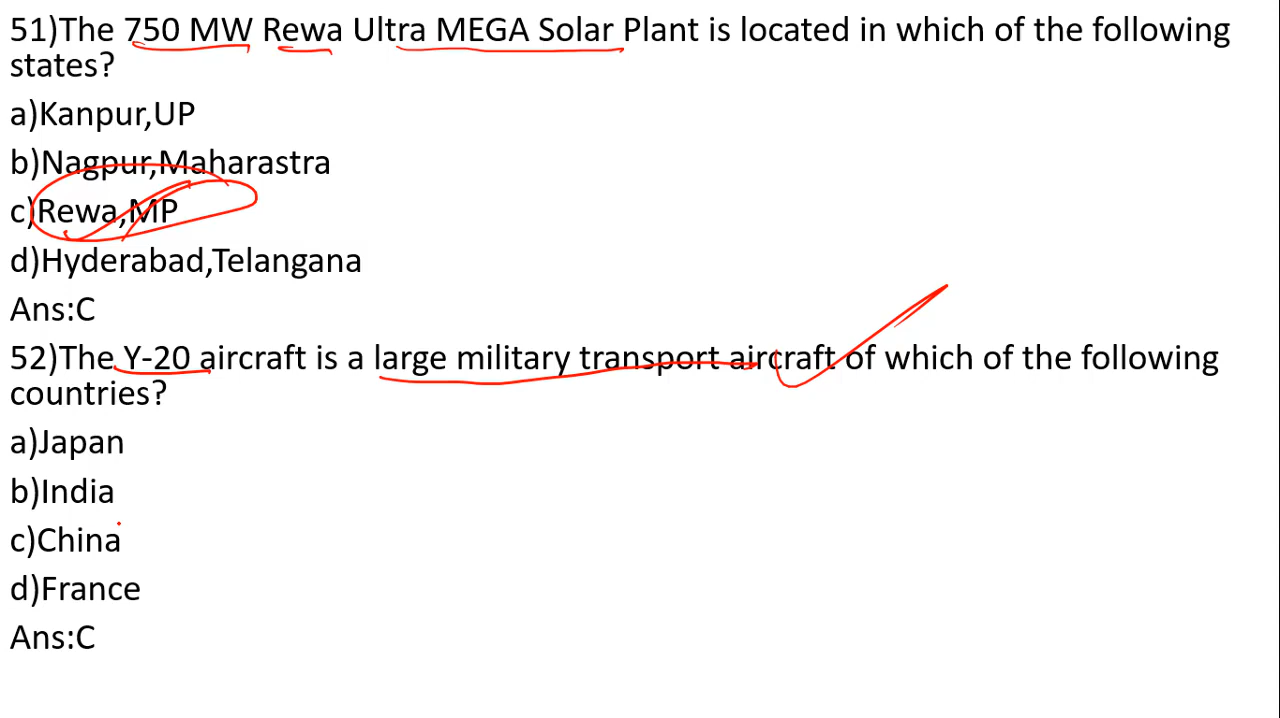 51)The 750 MW Rewa Ultra MEGA Solar Plant is located in which of the following
states?
a)Kanpur,UP
b)Nagpur,Maharastra
c)Rewa,MP
d)Hyderabad,Telangana
Ans:C
52)The Y-20 aircraft is a large military transport aircraft of which of the following
countries?
a)Japan
b)India
c)China
d)France
Ans:C